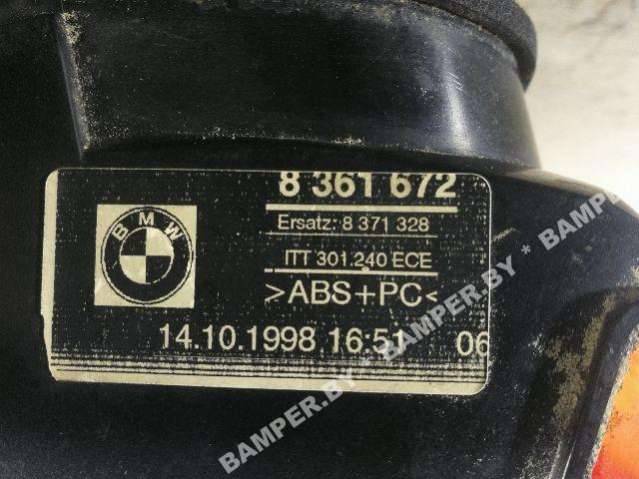 8 361 672
Ersatz: 8 371 328
ITT 301.240 ECE
>ABS+PC<
14.10.1998 16:51 06
BMW
BAMPER.BY * BAMPER.BY * BAMPER.BY